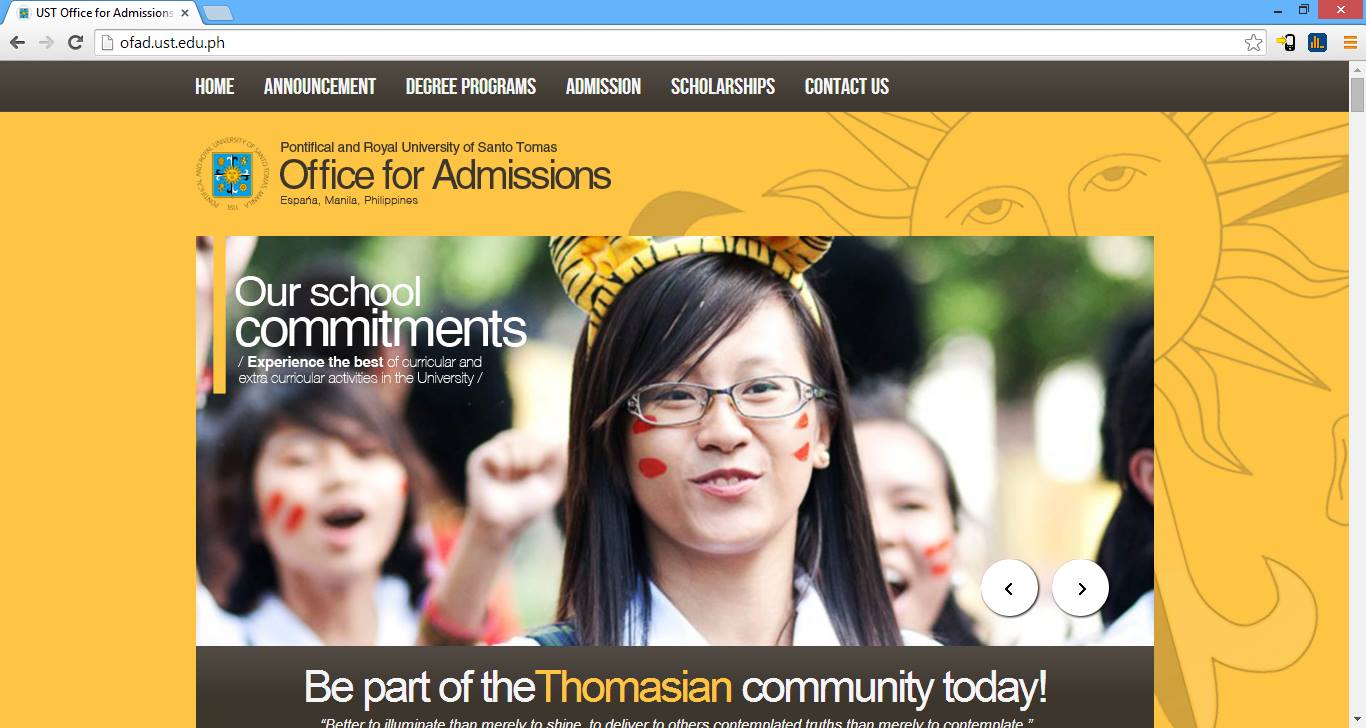 UST Office for Admissions
ofad.ust.edu.ph
HOME ANNOUNCEMENT DEGREE PROGRAMS ADMISSION SCHOLARSHIPS CONTACT US
PONTIFICAL AND ROYAL UNIVERSITY OF SANTO TOMAS MANILA 1611
Pontifical and Royal University of Santo Tomas
Office for Admissions
España, Manila, Philippines
Our school
commitments
/ Experience the best of curricular and
extra curricular activities in the University /
Be part of theThomasian community today!
“Better to illuminate than merely to shine, to deliver to others contemplated truths than merely to contemplate.”